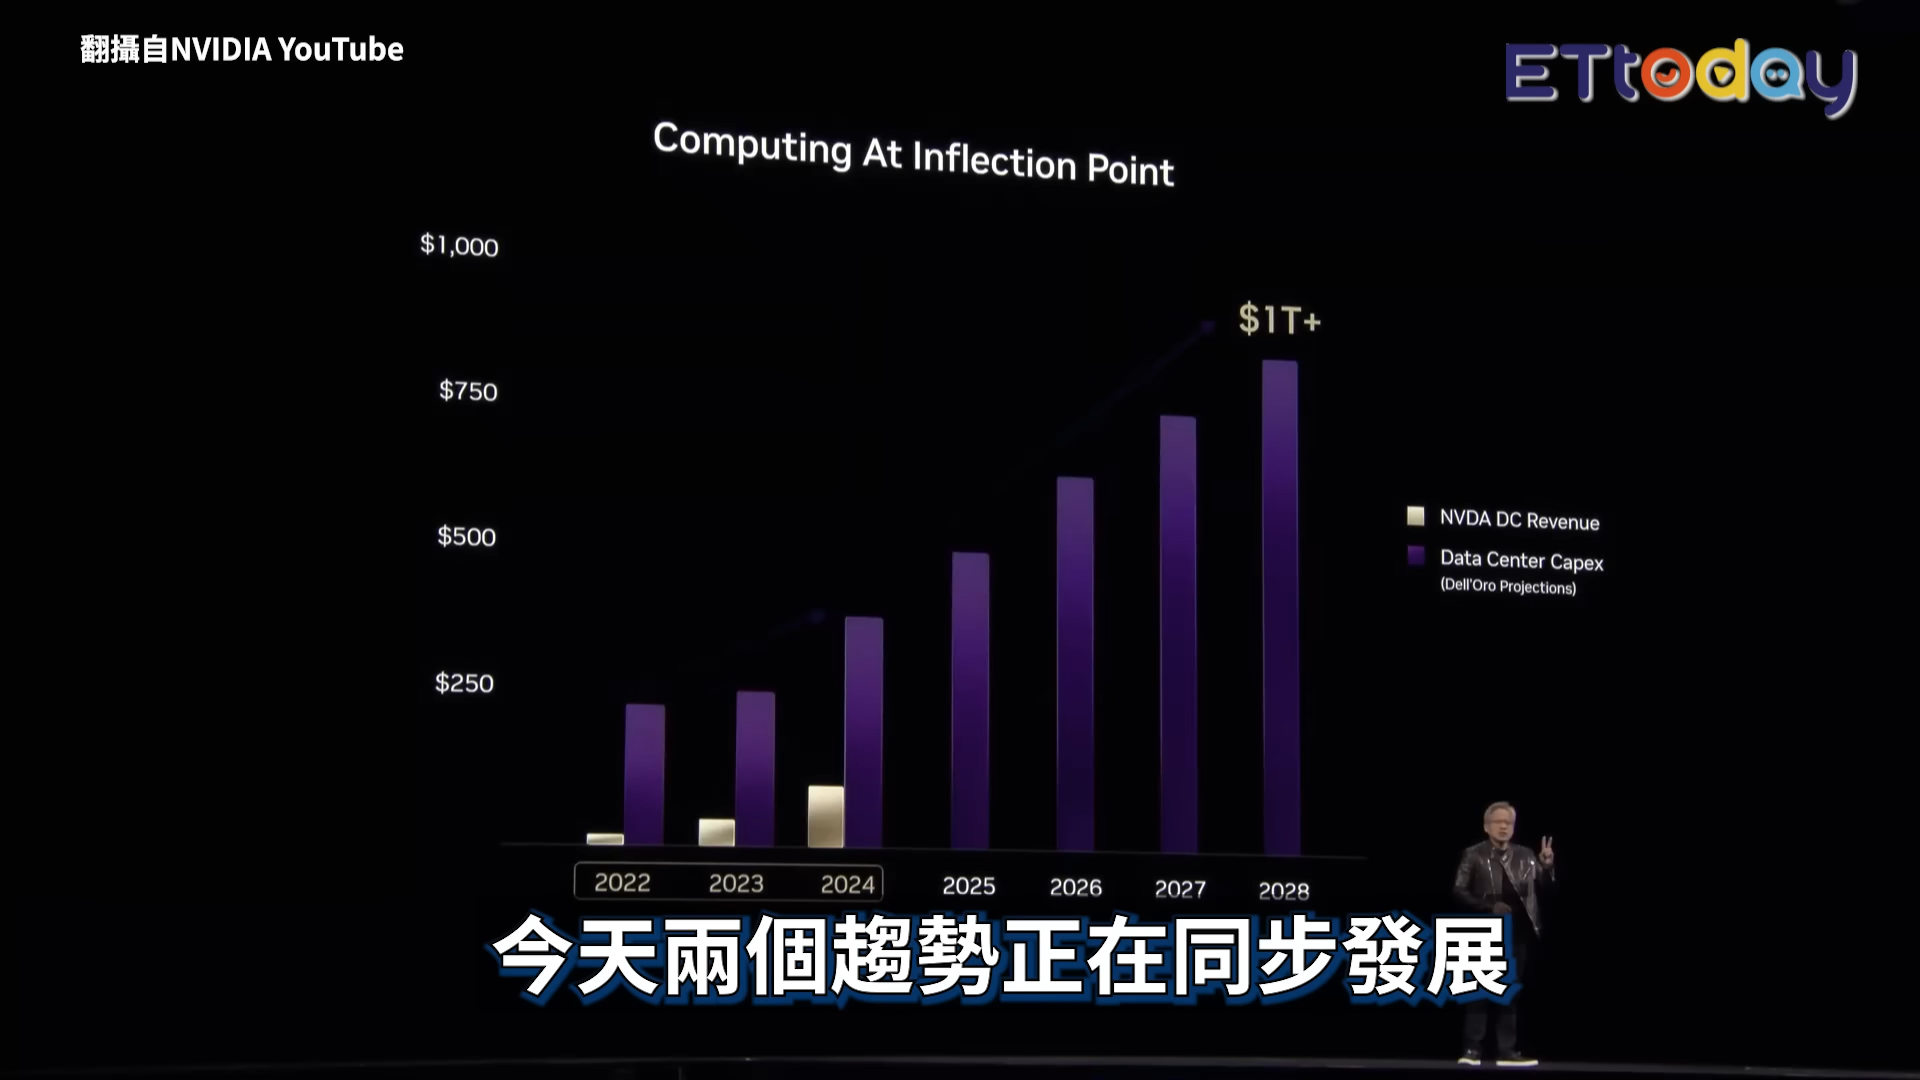 翻攝自NVIDIA YouTube
ETtoday
Computing At Inflection Point
$1,000
$1T+
$750
$500
NVDA DC Revenue
Data Center Capex
(Dell'Oro Projections)
$250
2022
2023
2024
2025
2026
2027
2028
今天兩個趨勢正在同步發展